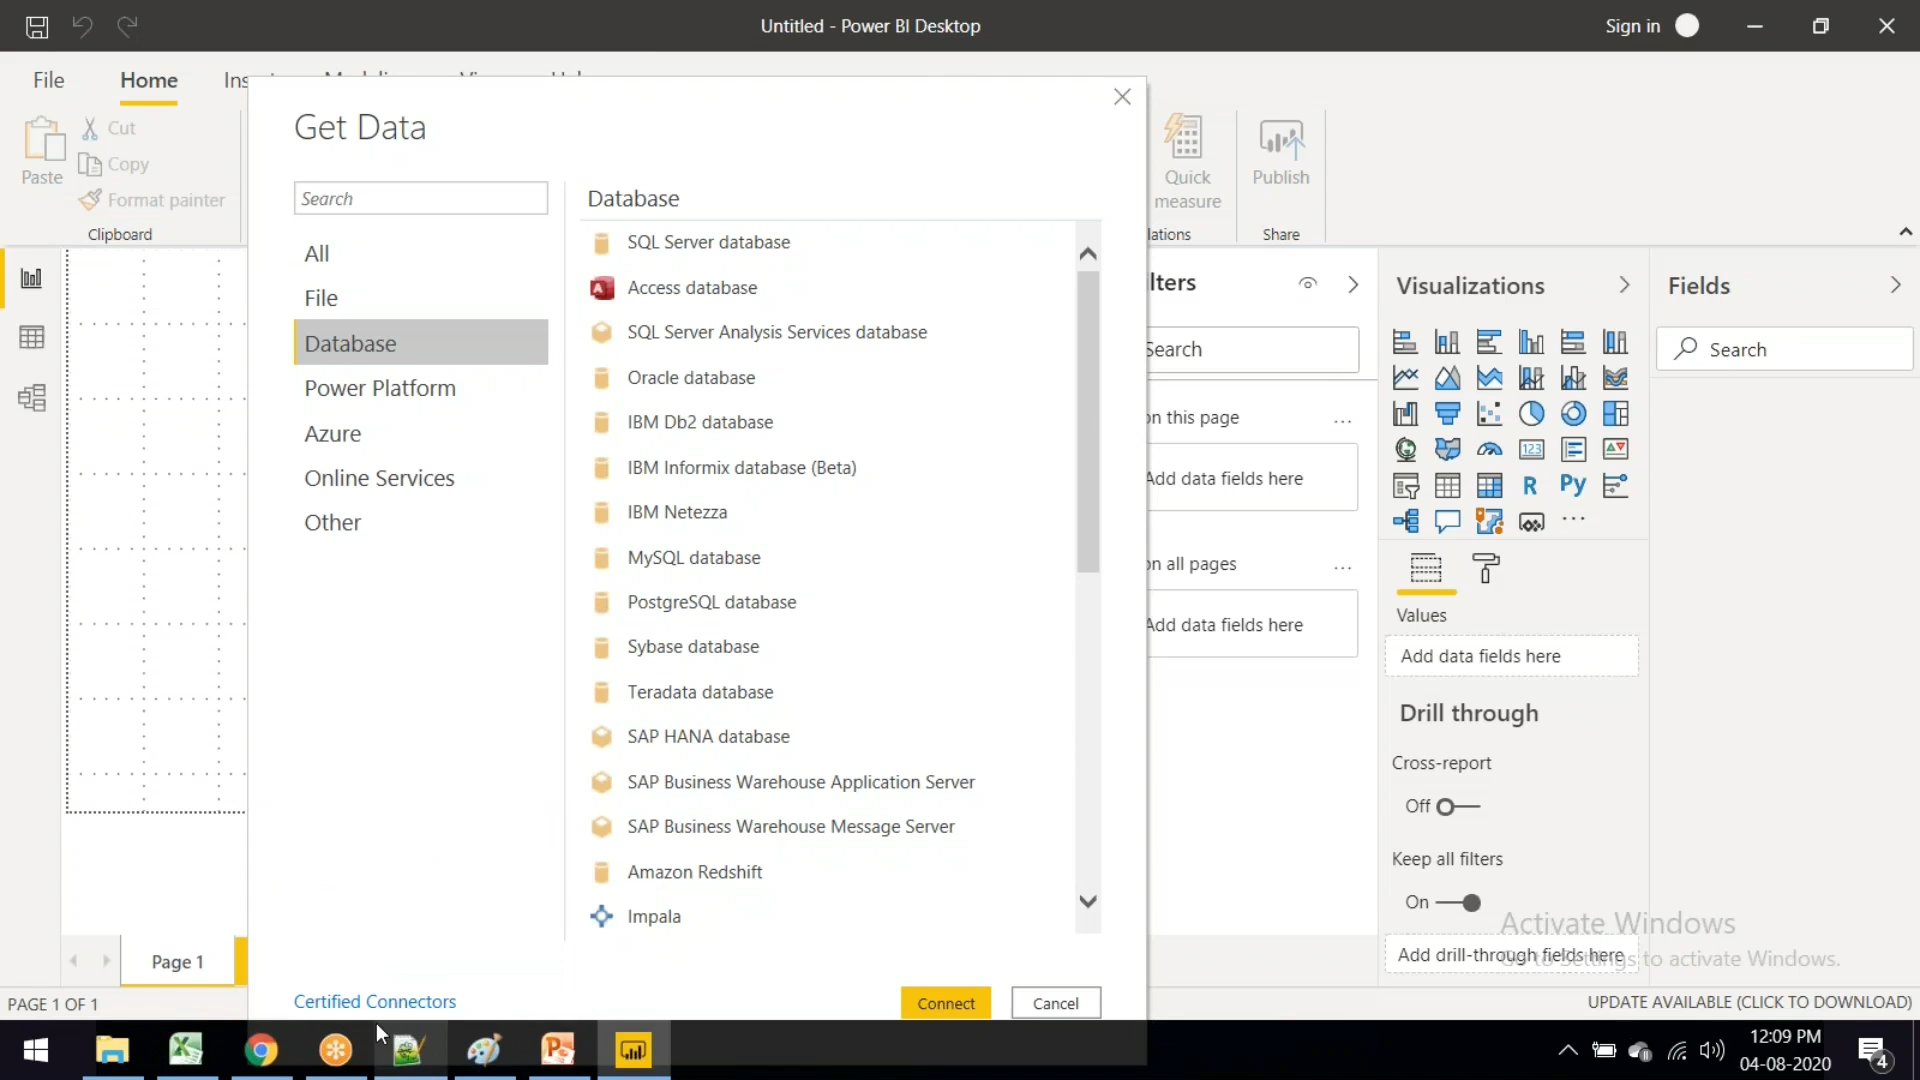 Untitled - Power BI Desktop
Sign in
File
Home
Paste
Cut
Copy
Format painter
Clipboard
Get Data
Search
All
File
Database
Power Platform
Azure
Online Services
Other
Database
SQL Server database
Access database
SQL Server Analysis Services database
Oracle database
IBM Db2 database
IBM Informix database (Beta)
IBM Netezza
MySQL database
PostgreSQL database
Sybase database
Teradata database
SAP HANA database
SAP Business Warehouse Application Server
SAP Business Warehouse Message Server
Amazon Redshift
Impala
Certified Connectors
Connect
Cancel
Quick
measure
lations
Publish
Share
lters
Search
on this page
...
Add data fields here
on all pages
...
Add data fields here
Visualizations
123
R
Py
...
Values
Add data fields here
Drill through
Cross-report
Off
Keep all filters
On
Add drill-through fields here
Fields
Search
Activate Windows
Go to Settings to activate Windows.
Page 1
PAGE 1 OF 1
UPDATE AVAILABLE (CLICK TO DOWNLOAD)
12:09 PM
04-08-2020
4